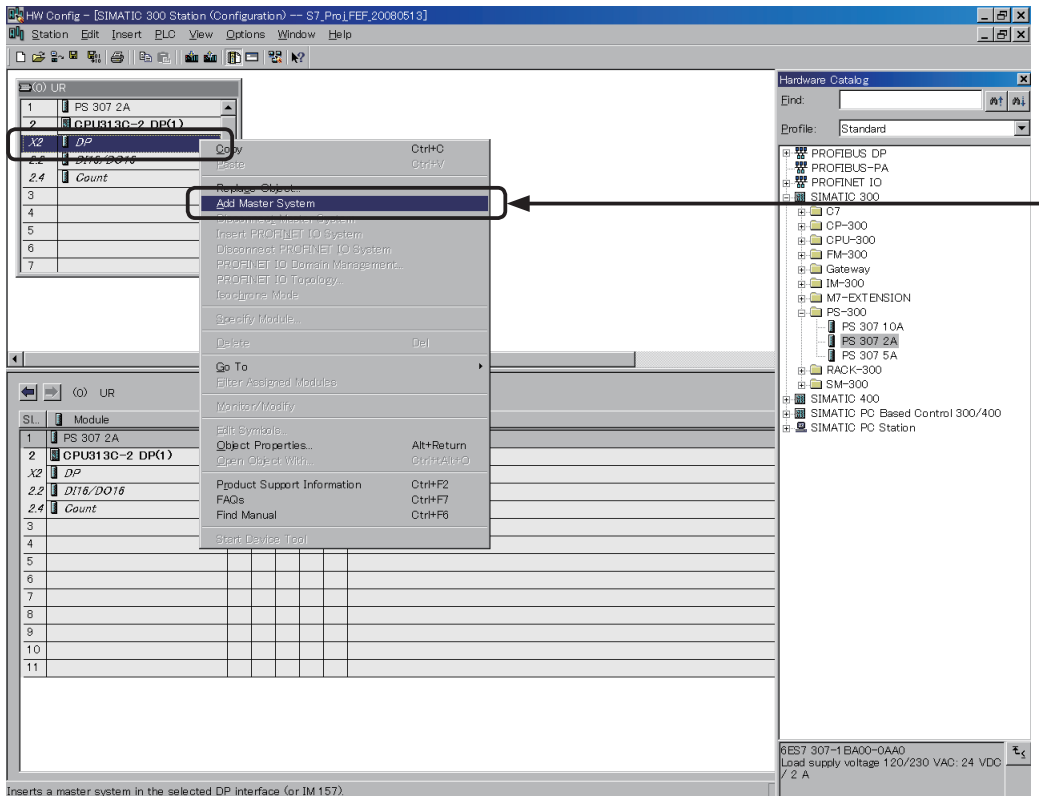 HW Config - [SIMATIC 300 Station (Configuration) -- S7_Proj_FEF_20080513]
Station Edit Insert PLC View Options Window Help
(0) UR
1 PS 307 2A
2 CPU313C-2 DP(1)
X2 DP
2.2 DI16/DO16
2.4 Count
3
4
5
6
7
Copy Ctrl+C
Paste Ctrl+V
Replace Object...
Add Master System
Disconnect Master System
Insert PROFINET IO System
Disconnect PROFINET IO System
PROFINET IO Domain Management...
PROFINET IO Topology...
Isochrone Mode
Specify Module...
Delete Del
Go To
Filter Assigned Modules
Monitor/Modify
Edit Symbols...
Object Properties... Alt+Return
Open Object With... Ctrl+Alt+O
Product Support Information Ctrl+F2
FAQs Ctrl+F7
Find Manual Ctrl+F6
Start Device Tool
(0) UR
Sl... Module
1 PS 307 2A
2 CPU313C-2 DP(1)
X2 DP
2.2 DI16/DO16
2.4 Count
3
4
5
6
7
8
9
10
11
Hardware Catalog
Find:
Profile: Standard
PROFIBUS DP
PROFIBUS-PA
PROFINET IO
SIMATIC 300
C7
CP-300
CPU-300
FM-300
Gateway
IM-300
M7-EXTENSION
PS-300
PS 307 10A
PS 307 2A
PS 307 5A
RACK-300
SM-300
SIMATIC 400
SIMATIC PC Based Control 300/400
SIMATIC PC Station
6ES7 307-1BA00-0AA0
Load supply voltage 120/230 VAC: 24 VDC
/ 2 A
Inserts a master system in the selected DP interface (or IM 157).